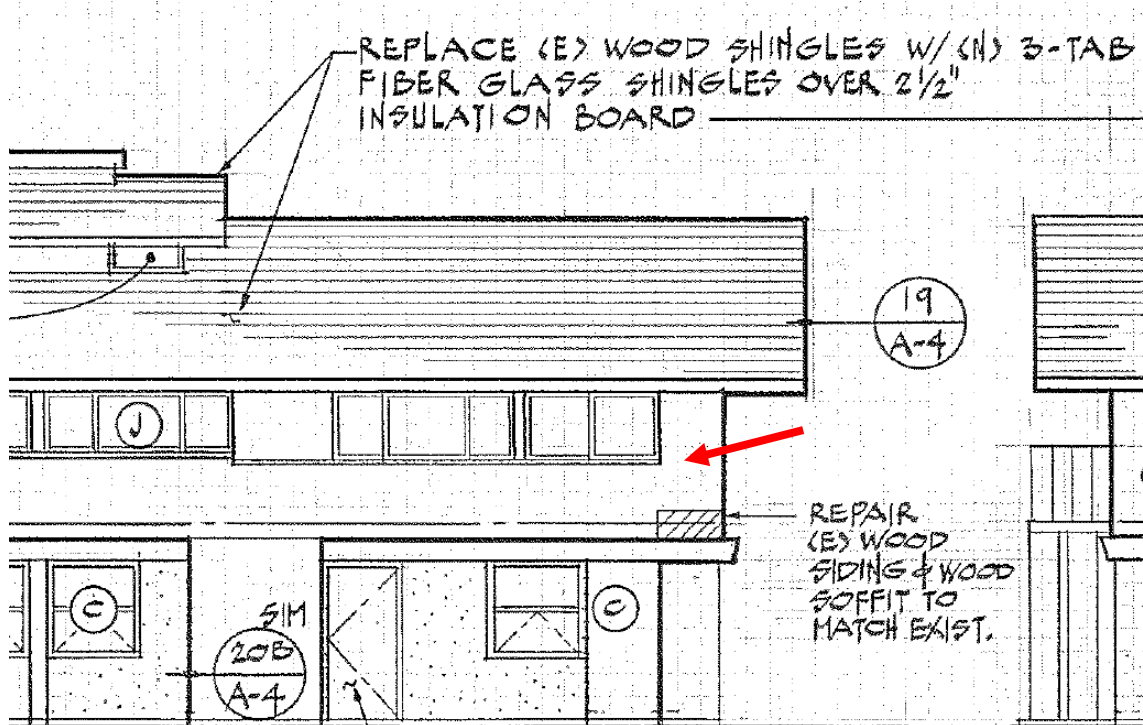 REPLACE (E) WOOD SHINGLES W/ (N) 3-TAB
FIBER GLASS SHINGLES OVER 2 1/2"
INSULATION BOARD
19
A-4
J
REPAIR
(E) WOOD
SIDING & WOOD
SOFFIT TO
MATCH EXIST.
C
SIM
20B
A-4
C